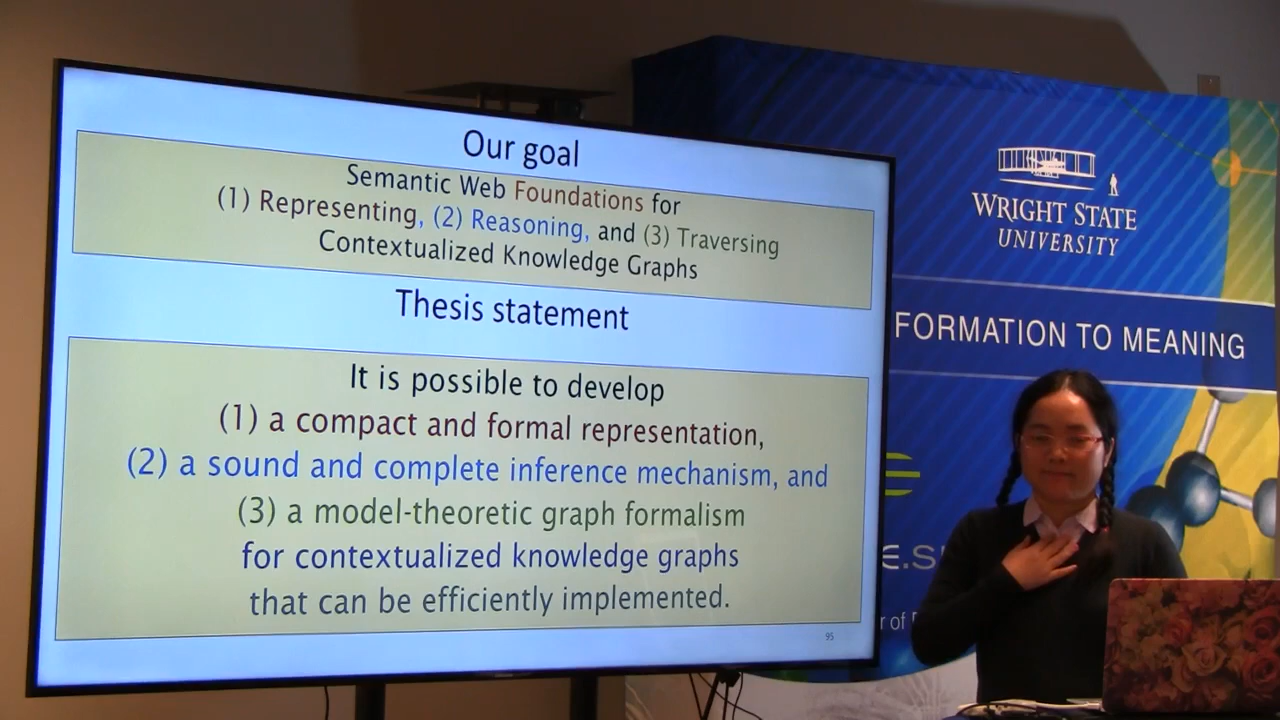 Our goal
Semantic Web Foundations for
(1) Representing, (2) Reasoning, and (3) Traversing
Contextualized Knowledge Graphs
Thesis statement
It is possible to develop
(1) a compact and formal representation,
(2) a sound and complete inference mechanism, and
(3) a model-theoretic graph formalism
for contextualized knowledge graphs
that can be efficiently implemented.
95
WRIGHT STATE
UNIVERSITY
FORMATION TO MEANING